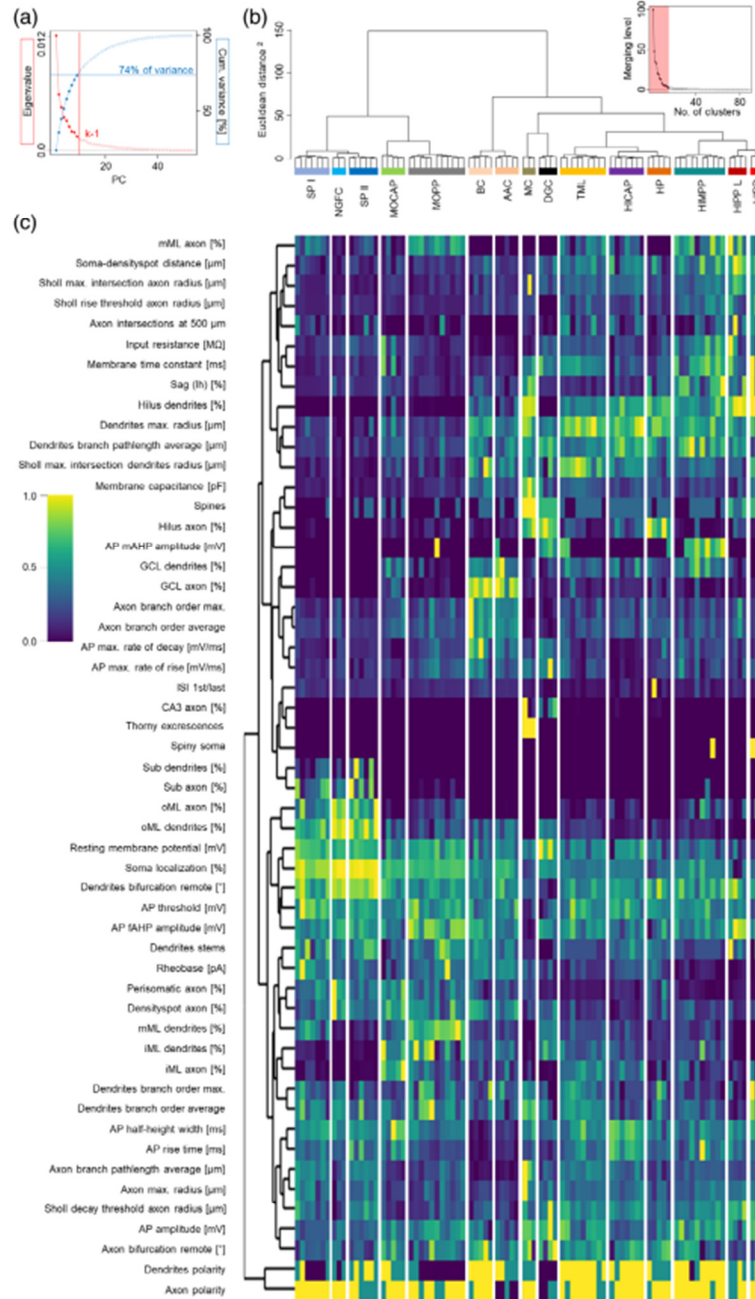 (a)
0.012
Eigenvalue
0.0
74% of variance
k-1
100
50
Cum. variance [%]
0
20
40
PC
(b)
Euclidean distance ²
150
100
50
0
Merging level
100
50
0
0
40
80
No. of clusters
SP I
NGFC
SP II
MOCAP
MOPP
BC
AAC
MC
DGC
TML
HICAP
HP
HIMPP
HIPP L
(c)
mML axon [%]
Soma-densityspot distance [µm]
Sholl max. intersection axon radius [µm]
Sholl rise threshold axon radius [µm]
Axon intersections at 500 µm
Input resistance [MΩ]
Membrane time constant [ms]
Sag (Ih) [%]
Hilus dendrites [%]
Dendrites max. radius [µm]
Dendrites branch pathlength average [µm]
Sholl max. intersection dendrites radius [µm]
Membrane capacitance [pF]
Spines
Hilus axon [%]
AP mAHP amplitude [mV]
GCL dendrites [%]
GCL axon [%]
Axon branch order max.
Axon branch order average
AP max. rate of decay [mV/ms]
AP max. rate of rise [mV/ms]
ISI 1st/last
CA3 axon [%]
Thorny excrescences
Spiny soma
Sub dendrites [%]
Sub axon [%]
oML axon [%]
oML dendrites [%]
Resting membrane potential [mV]
Soma localization [%]
Dendrites bifurcation remote [°]
AP threshold [mV]
AP fAHP amplitude [mV]
Dendrites stems
Rheobase [pA]
Perisomatic axon [%]
Densityspot axon [%]
mML dendrites [%]
iML dendrites [%]
iML axon [%]
Dendrites branch order max.
Dendrites branch order average
AP half-height width [ms]
AP rise time [ms]
Axon branch pathlength average [µm]
Axon max. radius [µm]
Sholl decay threshold axon radius [µm]
AP amplitude [mV]
Axon bifurcation remote [°]
Dendrites polarity
Axon polarity
1.0
0.5
0.0